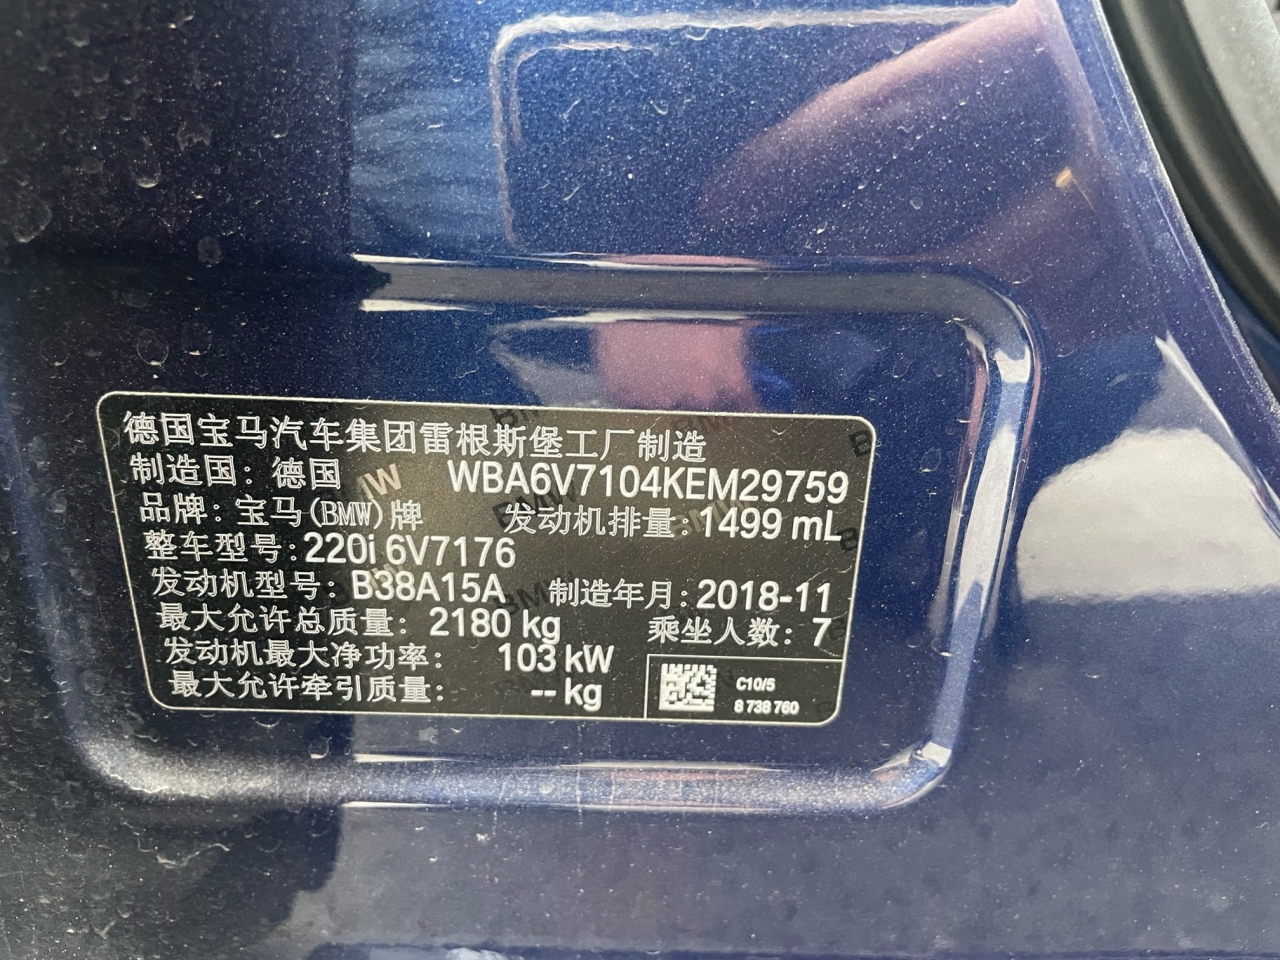 德国宝马汽车集团雷根斯堡工厂制造
制造国：德国 WBA6V7104KEM29759
品牌：宝马(BMW)牌 发动机排量：1499 mL
整车型号：220i 6V7176
发动机型号：B38A15A 制造年月：2018-11
最大允许总质量：2180 kg 乘坐人数：7
发动机最大净功率：103 kW
最大允许牵引质量：-- kg
C10/5
8 738 760